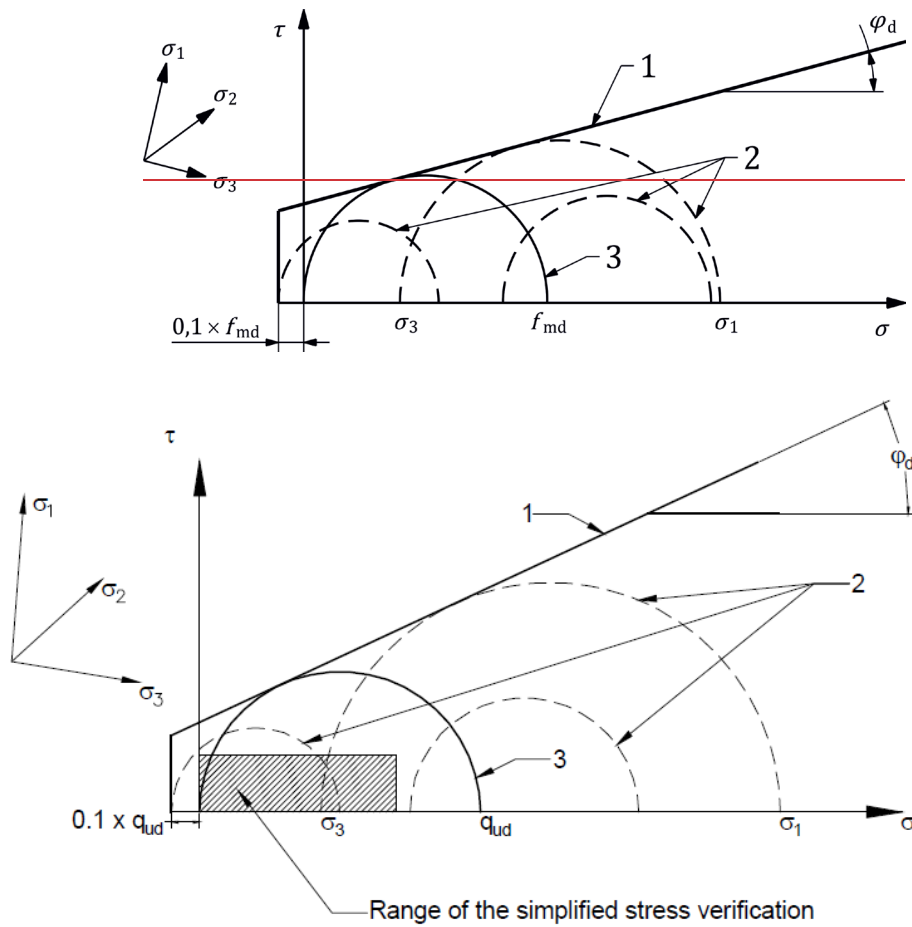 τ
φd
σ1
1
σ2
2
σ3
3
σ3
fmd
σ1
σ
0,1 × fmd
τ
φd
σ1
1
σ2
2
σ3
3
0.1 x qud
σ3
qud
σ1
σ
Range of the simplified stress verification